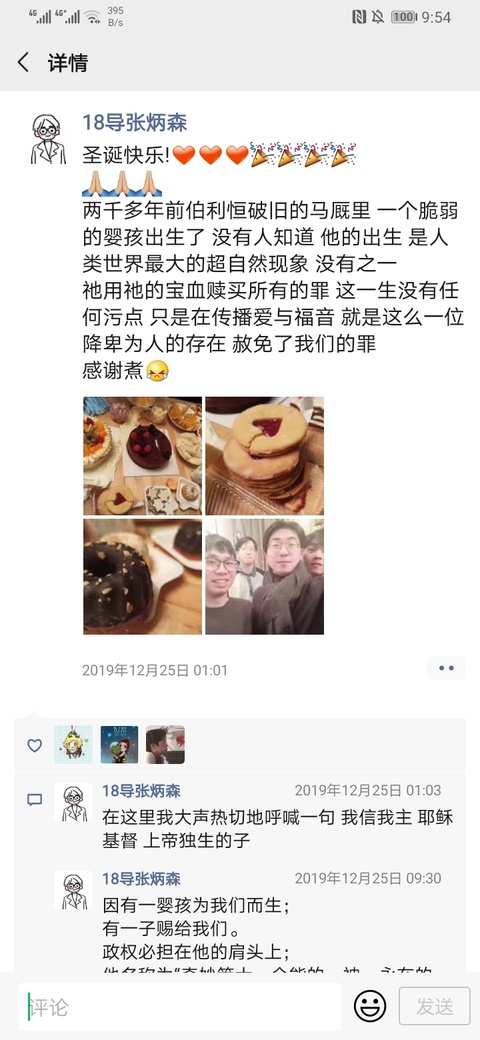 4G 4G+ 395 B/s 100 9:54
详情
18导张炳森
圣诞快乐!
两千多年前伯利恒破旧的马厩里 一个脆弱
的婴孩出生了 没有人知道 他的出生 是人
类世界最大的超自然现象 没有之一
祂用祂的宝血赎买所有的罪 这一生没有任
何污点 只是在传播爱与福音 就是这么一位
降卑为人的存在 赦免了我们的罪
感谢煮
2019年12月25日 01:01
18导张炳森 2019年12月25日 01:03
在这里我大声热切地呼喊一句 我信我主 耶稣
基督 上帝独生的子
18导张炳森 2019年12月25日 09:30
因有一婴孩为我们而生；
有一子赐给我们。
政权必担在他的肩头上；
评论
发送